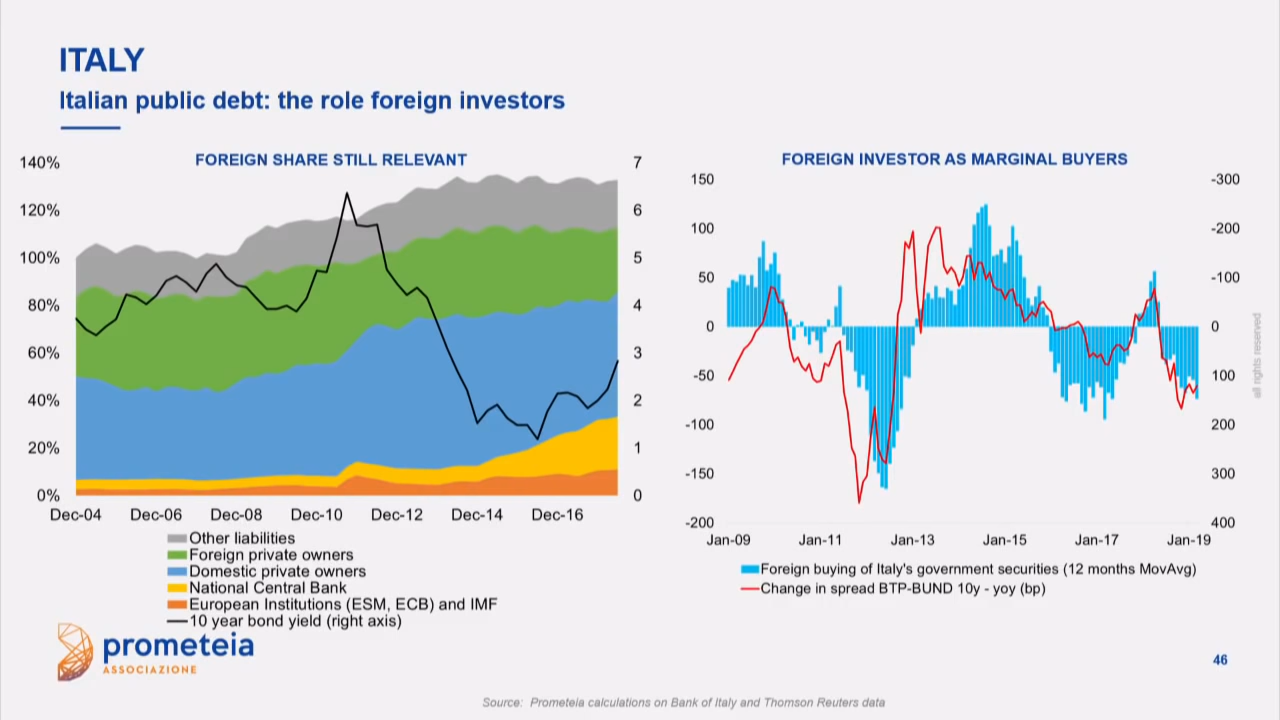 ITALY
Italian public debt: the role foreign investors
FOREIGN SHARE STILL RELEVANT
140%
120%
100%
80%
60%
40%
20%
0%
7
6
5
4
3
2
1
0
Dec-04 Dec-06 Dec-08 Dec-10 Dec-12 Dec-14 Dec-16
Other liabilities
Foreign private owners
Domestic private owners
National Central Bank
European Institutions (ESM, ECB) and IMF
10 year bond yield (right axis)
FOREIGN INVESTOR AS MARGINAL BUYERS
150
100
50
0
-50
-100
-150
-200
-300
-200
-100
0
100
200
300
400
Jan-09 Jan-11 Jan-13 Jan-15 Jan-17 Jan-19
Foreign buying of Italy's government securities (12 months MovAvg)
Change in spread BTP-BUND 10y - yoy (bp)
all rights reserved
prometeia
ASSOCIAZIONE
46
Source: Prometeia calculations on Bank of Italy and Thomson Reuters data